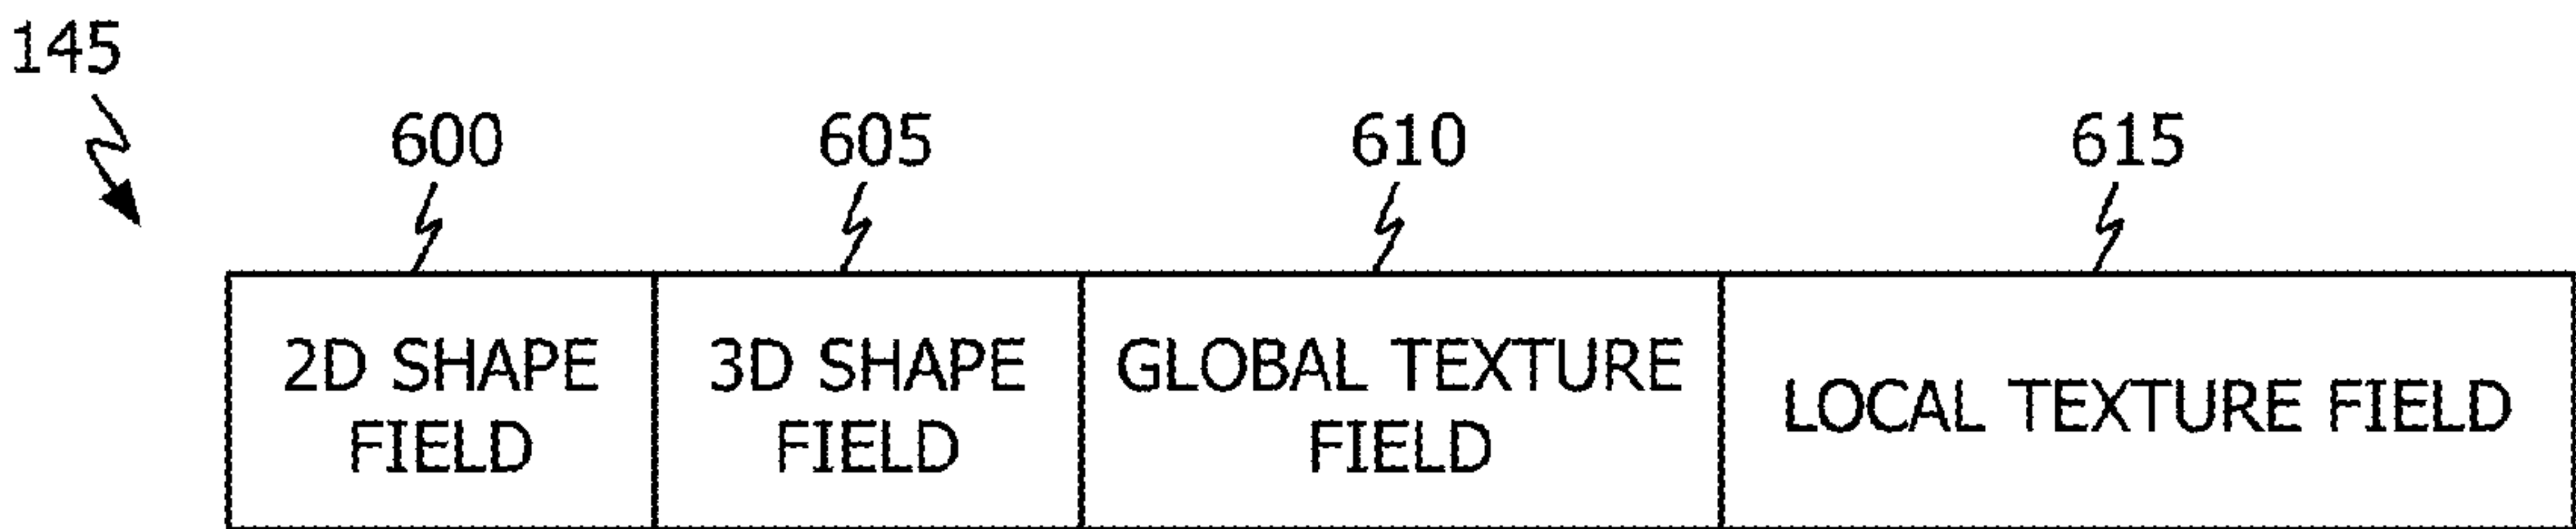 145
600
605
610
615
2D SHAPE
FIELD
3D SHAPE
FIELD
GLOBAL TEXTURE
FIELD
LOCAL TEXTURE FIELD